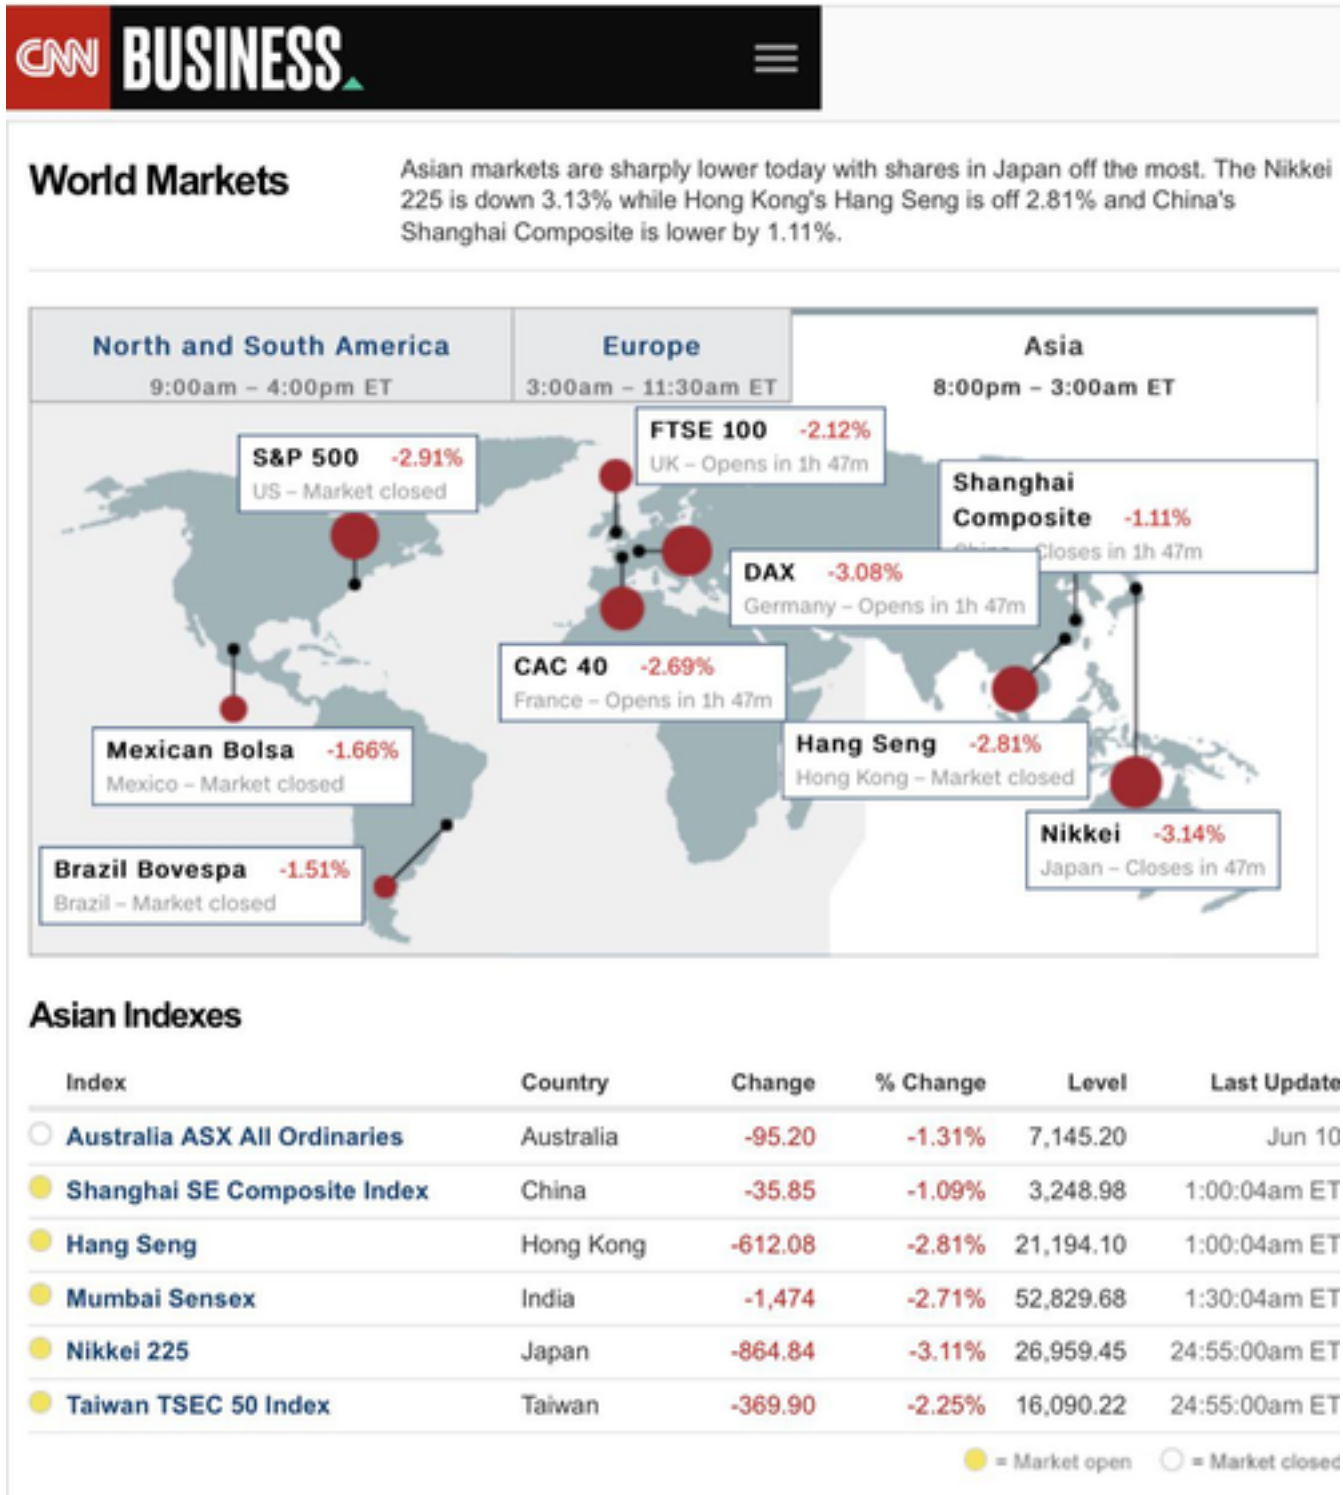 CNN BUSINESS
World Markets
Asian markets are sharply lower today with shares in Japan off the most. The Nikkei
225 is down 3.13% while Hong Kong's Hang Seng is off 2.81% and China's
Shanghai Composite is lower by 1.11%.
North and South America
9:00am – 4:00pm ET
Europe
3:00am – 11:30am ET
Asia
8:00pm – 3:00am ET
FTSE 100 -2.12%
UK – Opens in 1h 47m
S&P 500 -2.91%
US – Market closed
Shanghai
Composite -1.11%
China – Closes in 1h 47m
DAX -3.08%
Germany – Opens in 1h 47m
CAC 40 -2.69%
France – Opens in 1h 47m
Mexican Bolsa -1.66%
Mexico – Market closed
Hang Seng -2.81%
Hong Kong – Market closed
Nikkei -3.14%
Japan – Closes in 47m
Brazil Bovespa -1.51%
Brazil – Market closed
Asian Indexes
Index Country Change % Change Level Last Update
Australia ASX All Ordinaries Australia -95.20 -1.31% 7,145.20 Jun 10
Shanghai SE Composite Index China -35.85 -1.09% 3,248.98 1:00:04am ET
Hang Seng Hong Kong -612.08 -2.81% 21,194.10 1:00:04am ET
Mumbai Sensex India -1,474 -2.71% 52,829.68 1:30:04am ET
Nikkei 225 Japan -864.84 -3.11% 26,959.45 24:55:00am ET
Taiwan TSEC 50 Index Taiwan -369.90 -2.25% 16,090.22 24:55:00am ET
= Market open = Market closed